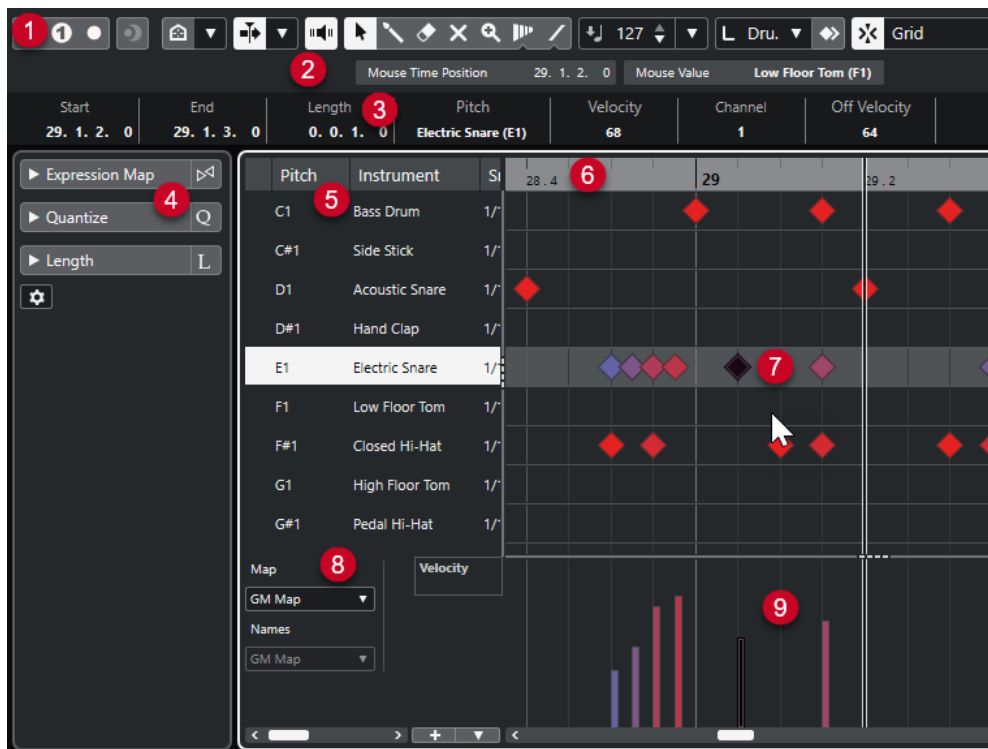 1 1 127 L Dru. Grid
2 Mouse Time Position 29. 1. 2. 0 Mouse Value Low Floor Tom (F1)
Start End Length 3 Pitch Velocity Channel Off Velocity
29. 1. 2. 0 29. 1. 3. 0 0. 0. 1. 0 Electric Snare (E1) 68 1 64
Expression Map
4
Quantize Q
Length L
Pitch Instrument 28.4 6 29 29.2
5
C1 Bass Drum
C#1 Side Stick
D1 Acoustic Snare
D#1 Hand Clap
E1 Electric Snare 7
F1 Low Floor Tom
F#1 Closed Hi-Hat
G1 High Floor Tom
G#1 Pedal Hi-Hat
Map 8 Velocity
GM Map
9
Names
GM Map